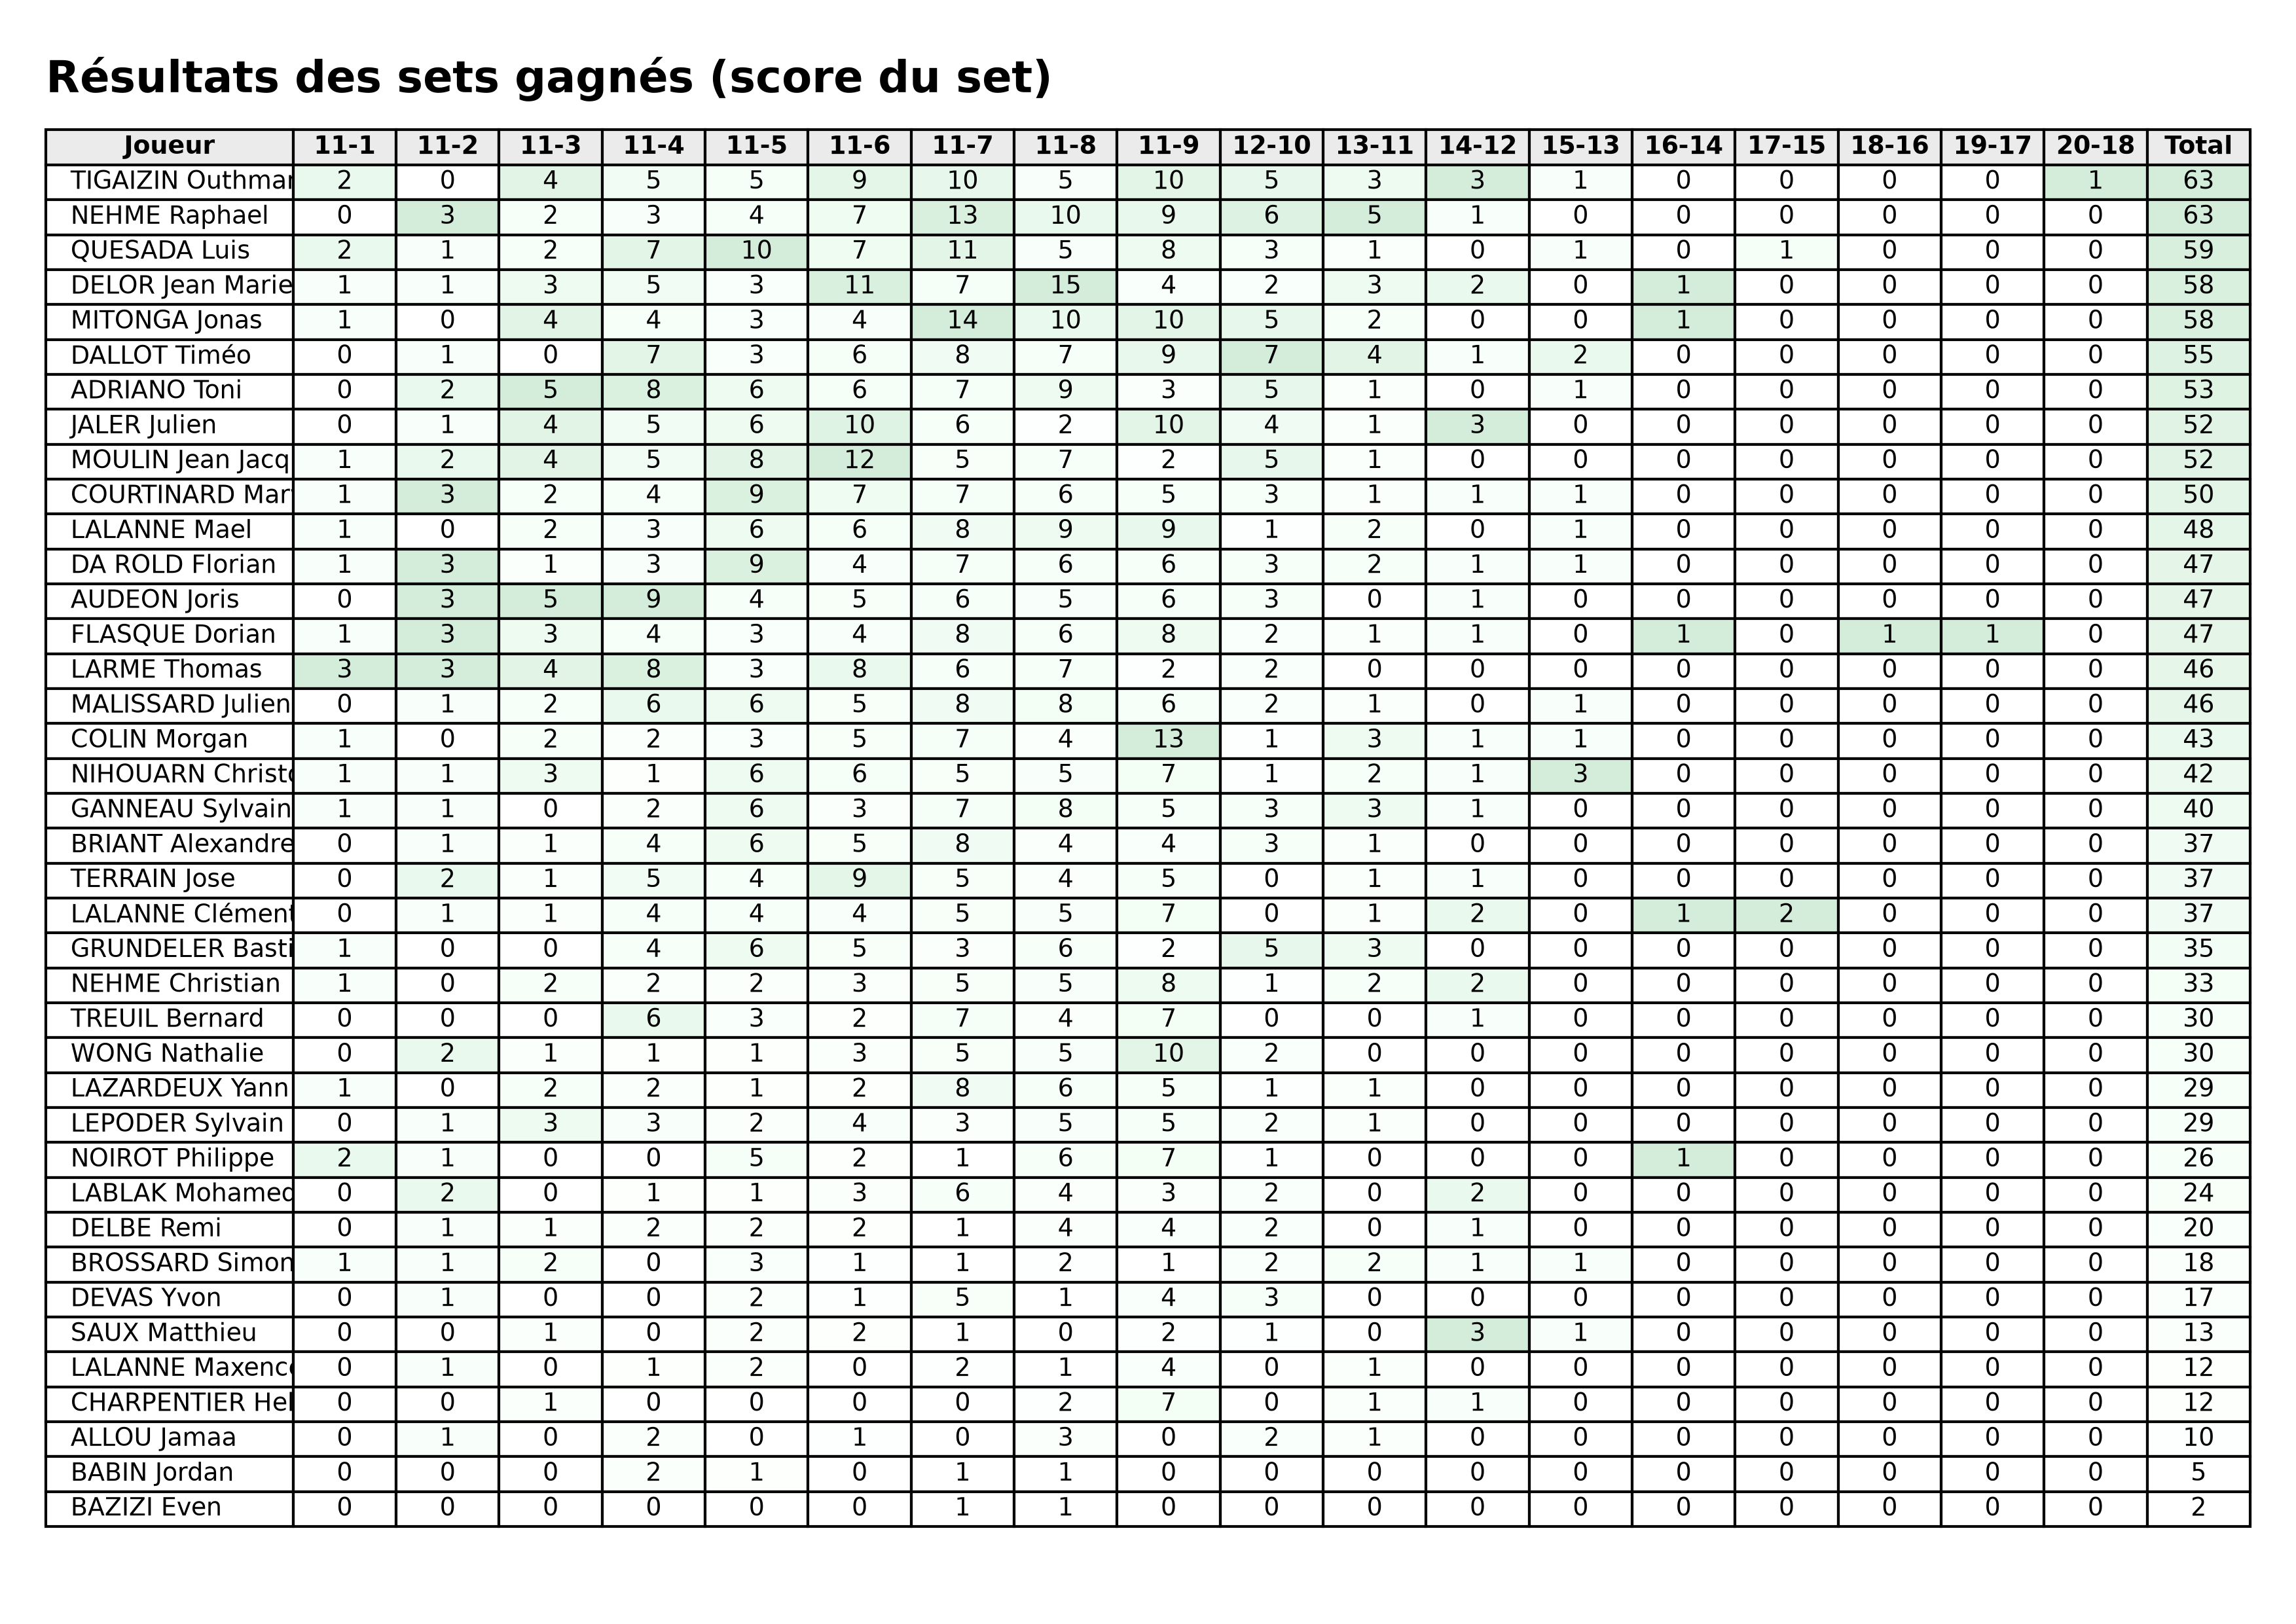 Résultats des sets gagnés (score du set)
Joueur 11-1 11-2 11-3 11-4 11-5 11-6 11-7 11-8 11-9 12-10 13-11 14-12 15-13 16-14 17-15 18-16 19-17 20-18 Total
TIGAIZIN Outhmar 2 0 4 5 5 9 10 5 10 5 3 3 1 0 0 0 0 1 63
NEHME Raphael 0 3 2 3 4 7 13 10 9 6 5 1 0 0 0 0 0 0 63
QUESADA Luis 2 1 2 7 10 7 11 5 8 3 1 0 1 0 1 0 0 0 59
DELOR Jean Marie 1 1 3 5 3 11 7 15 4 2 3 2 0 1 0 0 0 0 58
MITONGA Jonas 1 0 4 4 3 4 14 10 10 5 2 0 0 1 0 0 0 0 58
DALLOT Timéo 0 1 0 7 3 6 8 7 9 7 4 1 2 0 0 0 0 0 55
ADRIANO Toni 0 2 5 8 6 6 7 9 3 5 1 0 1 0 0 0 0 0 53
JALER Julien 0 1 4 5 6 10 6 2 10 4 1 3 0 0 0 0 0 0 52
MOULIN Jean Jacq 1 2 4 5 8 12 5 7 2 5 1 0 0 0 0 0 0 0 52
COURTINARD Mar 1 3 2 4 9 7 7 6 5 3 1 1 1 0 0 0 0 0 50
LALANNE Mael 1 0 2 3 6 6 8 9 9 1 2 0 1 0 0 0 0 0 48
DA ROLD Florian 1 3 1 3 9 4 7 6 6 3 2 1 1 0 0 0 0 0 47
AUDEON Joris 0 3 5 9 4 5 6 5 6 3 0 1 0 0 0 0 0 0 47
FLASQUE Dorian 1 3 3 4 3 4 8 6 8 2 1 1 0 1 0 1 1 0 47
LARME Thomas 3 3 4 8 3 8 6 7 2 2 0 0 0 0 0 0 0 0 46
MALISSARD Julien 0 1 2 6 6 5 8 8 6 2 1 0 1 0 0 0 0 0 46
COLIN Morgan 1 0 2 2 3 5 7 4 13 1 3 1 1 0 0 0 0 0 43
NIHOUARN Christo 1 1 3 1 6 6 5 5 7 1 2 1 3 0 0 0 0 0 42
GANNEAU Sylvain 1 1 0 2 6 3 7 8 5 3 3 1 0 0 0 0 0 0 40
BRIANT Alexandre 0 1 1 4 6 5 8 4 4 3 1 0 0 0 0 0 0 0 37
TERRAIN Jose 0 2 1 5 4 9 5 4 5 0 1 1 0 0 0 0 0 0 37
LALANNE Clément 0 1 1 4 4 4 5 5 7 0 1 2 0 1 2 0 0 0 37
GRUNDELER Basti 1 0 0 4 6 5 3 6 2 5 3 0 0 0 0 0 0 0 35
NEHME Christian 1 0 2 2 2 3 5 5 8 1 2 2 0 0 0 0 0 0 33
TREUIL Bernard 0 0 0 6 3 2 7 4 7 0 0 1 0 0 0 0 0 0 30
WONG Nathalie 0 2 1 1 1 3 5 5 10 2 0 0 0 0 0 0 0 0 30
LAZARDEUX Yann 1 0 2 2 1 2 8 6 5 1 1 0 0 0 0 0 0 0 29
LEPODER Sylvain 0 1 3 3 2 4 3 5 5 2 1 0 0 0 0 0 0 0 29
NOIROT Philippe 2 1 0 0 5 2 1 6 7 1 0 0 0 1 0 0 0 0 26
LABLAK Mohamed 0 2 0 1 1 3 6 4 3 2 0 2 0 0 0 0 0 0 24
DELBE Remi 0 1 1 2 2 2 1 4 4 2 0 1 0 0 0 0 0 0 20
BROSSARD Simon 1 1 2 0 3 1 1 2 1 2 2 1 1 0 0 0 0 0 18
DEVAS Yvon 0 1 0 0 2 1 5 1 4 3 0 0 0 0 0 0 0 0 17
SAUX Matthieu 0 0 1 0 2 2 1 0 2 1 0 3 1 0 0 0 0 0 13
LALANNE Maxence 0 1 0 1 2 0 2 1 4 0 1 0 0 0 0 0 0 0 12
CHARPENTIER Hel 0 0 1 0 0 0 0 2 7 0 1 1 0 0 0 0 0 0 12
ALLOU Jamaa 0 1 0 2 0 1 0 3 0 2 1 0 0 0 0 0 0 0 10
BABIN Jordan 0 0 0 2 1 0 1 1 0 0 0 0 0 0 0 0 0 0 5
BAZIZI Even 0 0 0 0 0 0 1 1 0 0 0 0 0 0 0 0 0 0 2